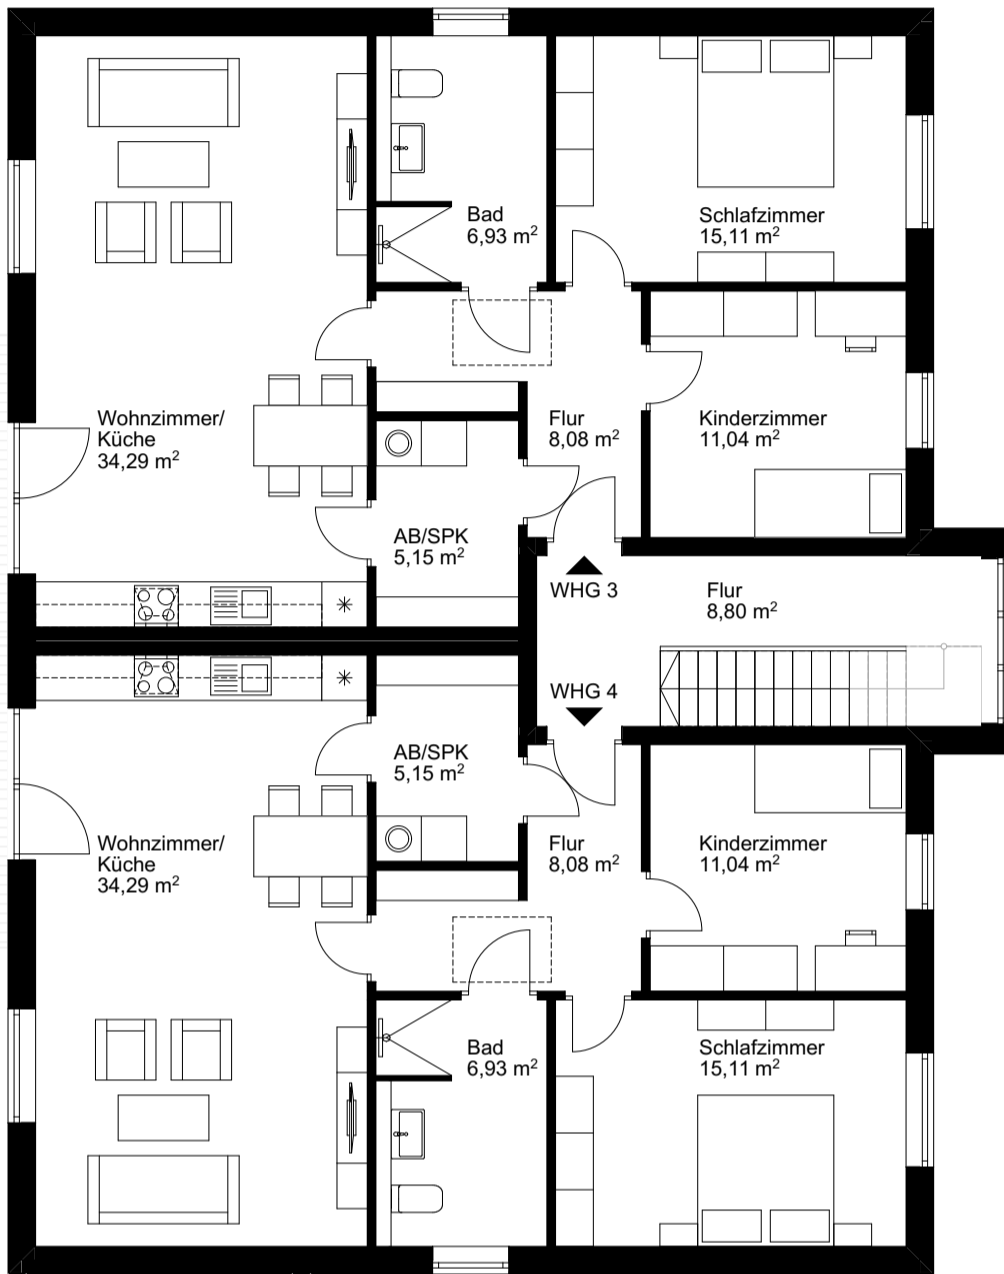 Bad
6,93 m²
Schlafzimmer
15,11 m²
Wohnzimmer/
Küche
34,29 m²
Flur
8,08 m²
Kinderzimmer
11,04 m²
AB/SPK
5,15 m²
WHG 3
Flur
8,80 m²
WHG 4
AB/SPK
5,15 m²
Wohnzimmer/
Küche
34,29 m²
Flur
8,08 m²
Kinderzimmer
11,04 m²
Bad
6,93 m²
Schlafzimmer
15,11 m²